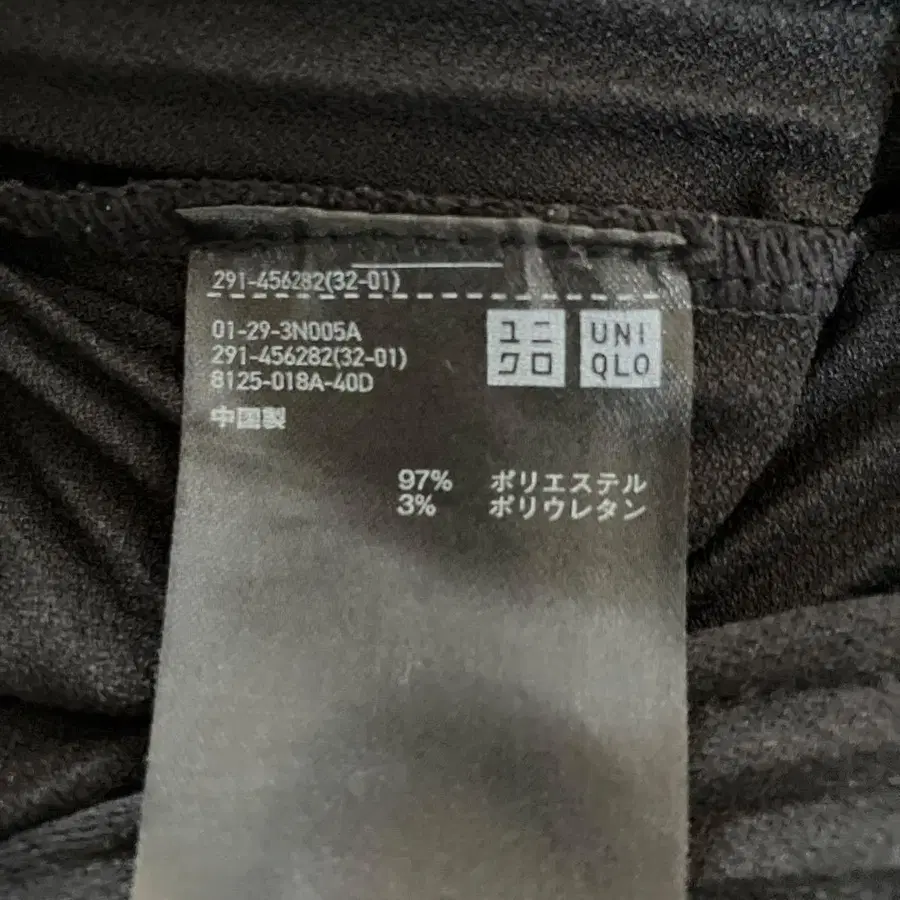 291-456282(32-01)
01-29-3N005A
291-456282(32-01)
8125-018A-40D
中国製
ユニ
クロ
UNI
QLO
97% ポリエステル
3% ポリウレタン